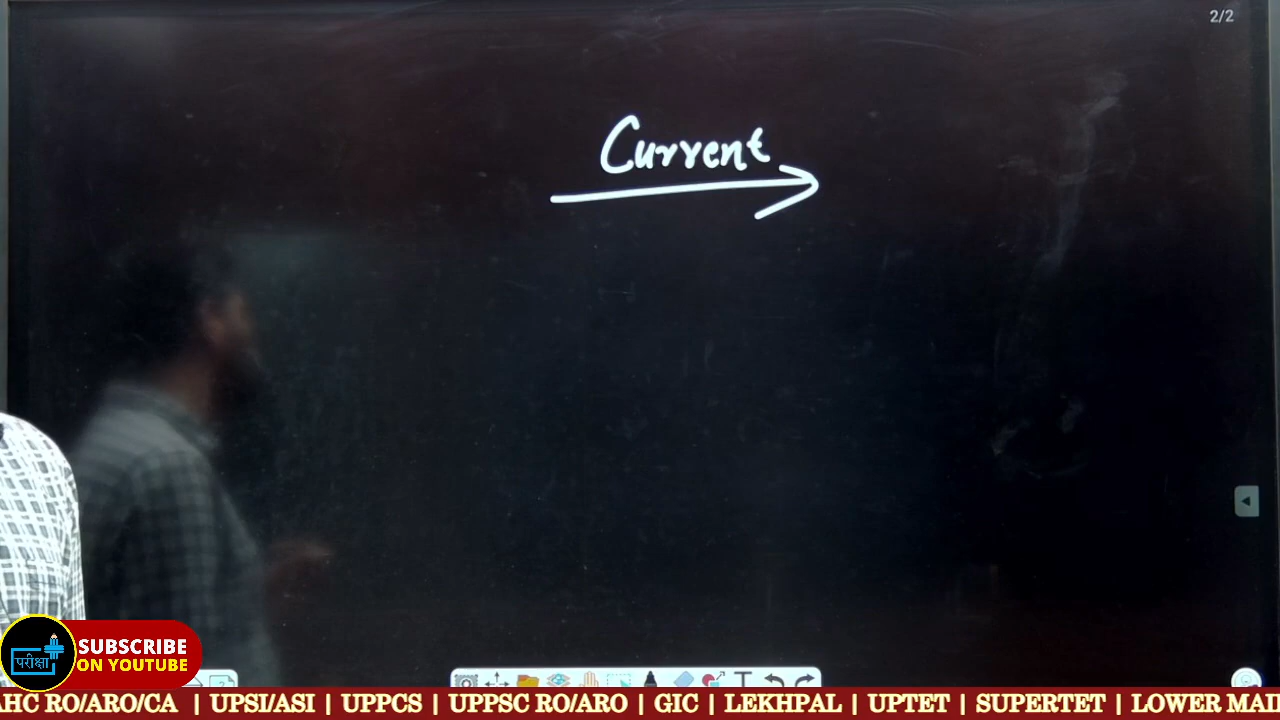 2/2
Current
परीक्षा
SUBSCRIBE
ON YOUTUBE
AHC RO/ARO/CA | UPSI/ASI | UPPCS | UPPSC RO/ARO | GIC | LEKHPAL | UPTET | SUPERTET | LOWER